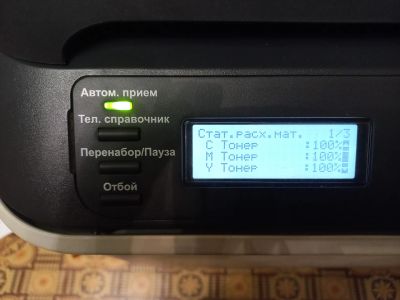 Автом. прием
Тел. справочник
Перенабор/Пауза
Отбой
Стат.расх.мат. 1/3
C Тонер :100%
M Тонер :100%
Y Тонер :100%